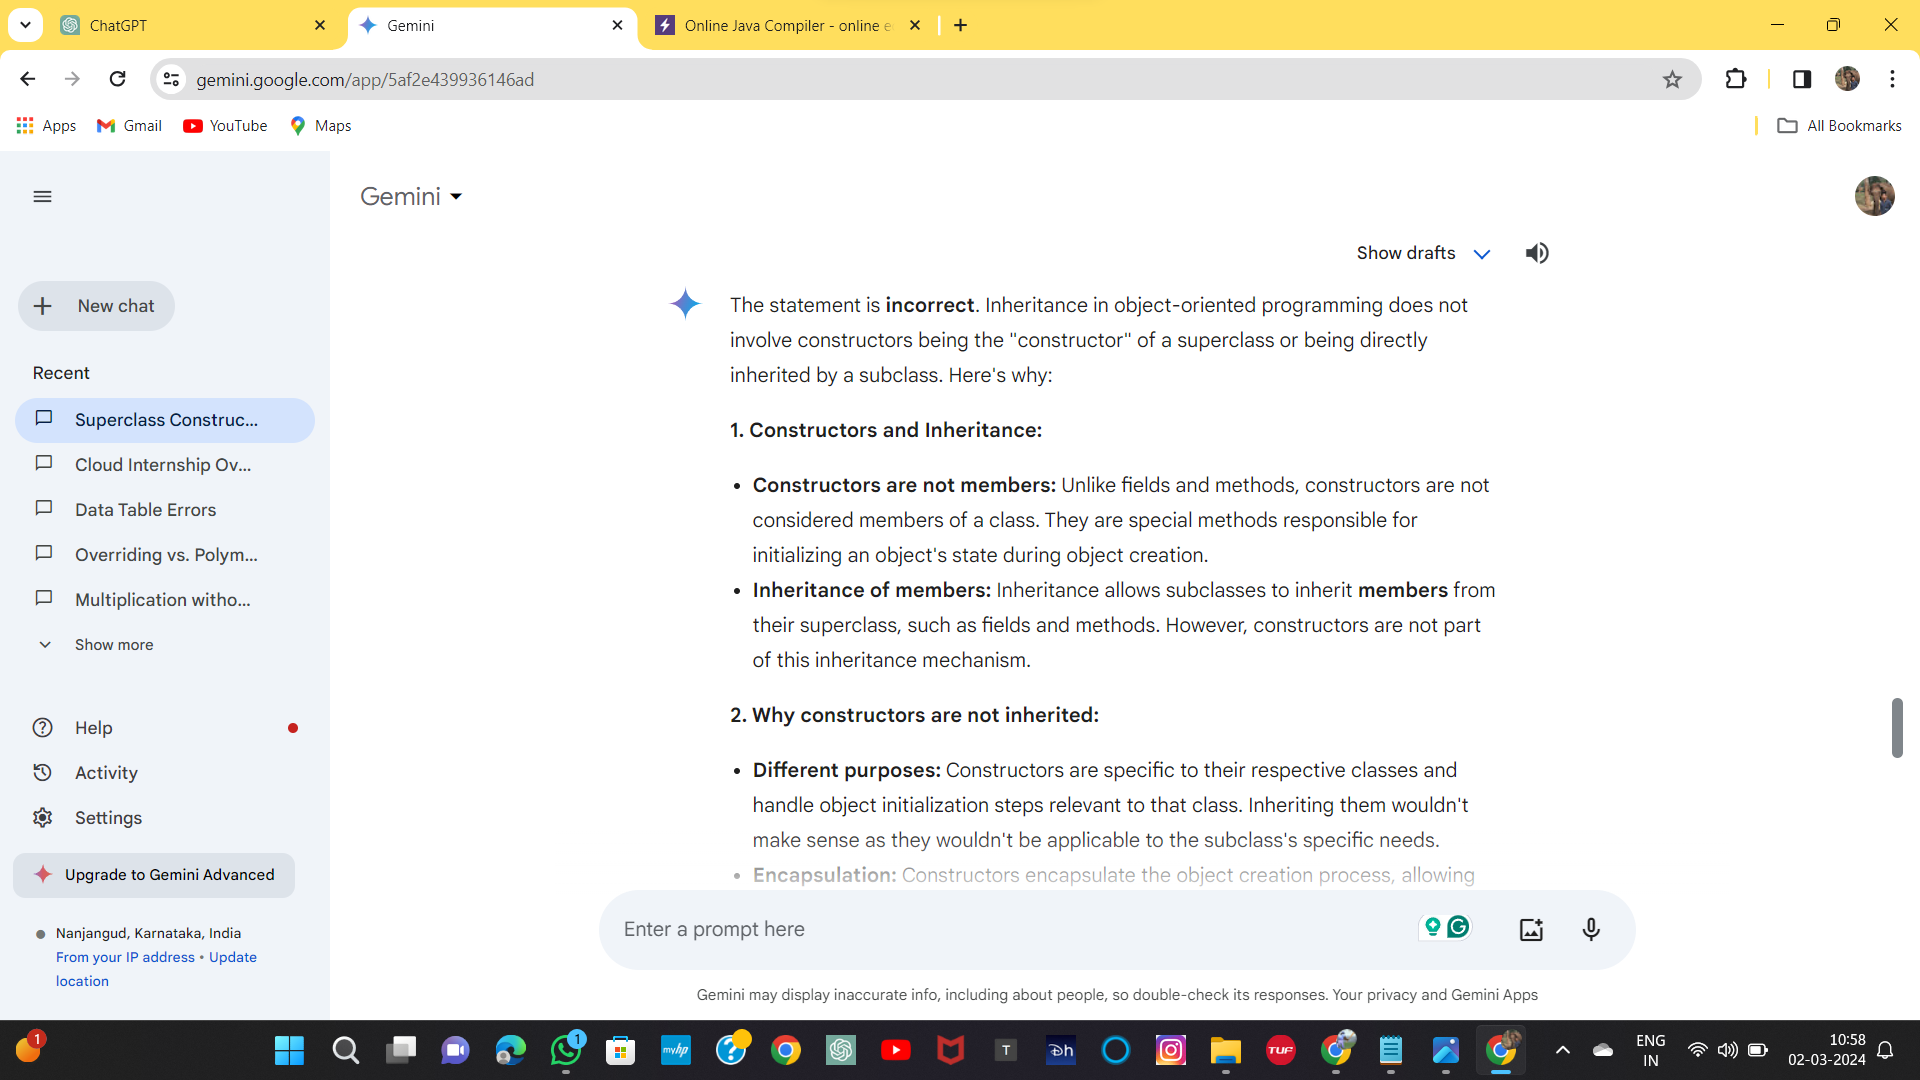 ChatGPT
Gemini
Online Java Compiler - online e
gemini.google.com/app/5af2e439936146ad
Apps
Gmail
YouTube
Maps
All Bookmarks
Gemini
New chat
Recent
Superclass Construc...
Cloud Internship Ov...
Data Table Errors
Overriding vs. Polym...
Multiplication witho...
Show more
Help
Activity
Settings
Upgrade to Gemini Advanced
Nanjangud, Karnataka, India
From your IP address • Update
location
Show drafts
The statement is incorrect. Inheritance in object-oriented programming does not
involve constructors being the "constructor" of a superclass or being directly
inherited by a subclass. Here's why:
1. Constructors and Inheritance:
• Constructors are not members: Unlike fields and methods, constructors are not
considered members of a class. They are special methods responsible for
initializing an object's state during object creation.
• Inheritance of members: Inheritance allows subclasses to inherit members from
their superclass, such as fields and methods. However, constructors are not part
of this inheritance mechanism.
2. Why constructors are not inherited:
• Different purposes: Constructors are specific to their respective classes and
handle object initialization steps relevant to that class. Inheriting them wouldn't
make sense as they wouldn't be applicable to the subclass's specific needs.
• Encapsulation: Constructors encapsulate the object creation process, allowing
Enter a prompt here
Gemini may display inaccurate info, including about people, so double-check its responses. Your privacy and Gemini Apps
1
1
myhp
T
Dh
TUF
ENG
IN
10:58
02-03-2024